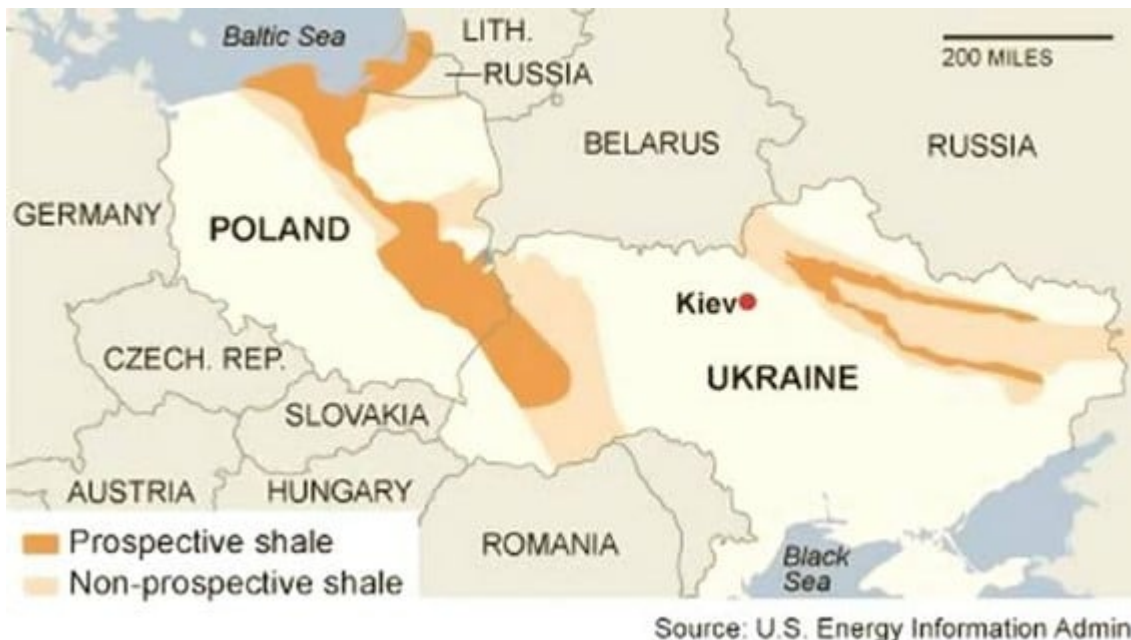 Baltic Sea
LITH.
RUSSIA
200 MILES
BELARUS
RUSSIA
GERMANY
POLAND
Kiev
CZECH. REP.
UKRAINE
SLOVAKIA
AUSTRIA
HUNGARY
ROMANIA
Black
Sea
Prospective shale
Non-prospective shale
Source: U.S. Energy Information Admin